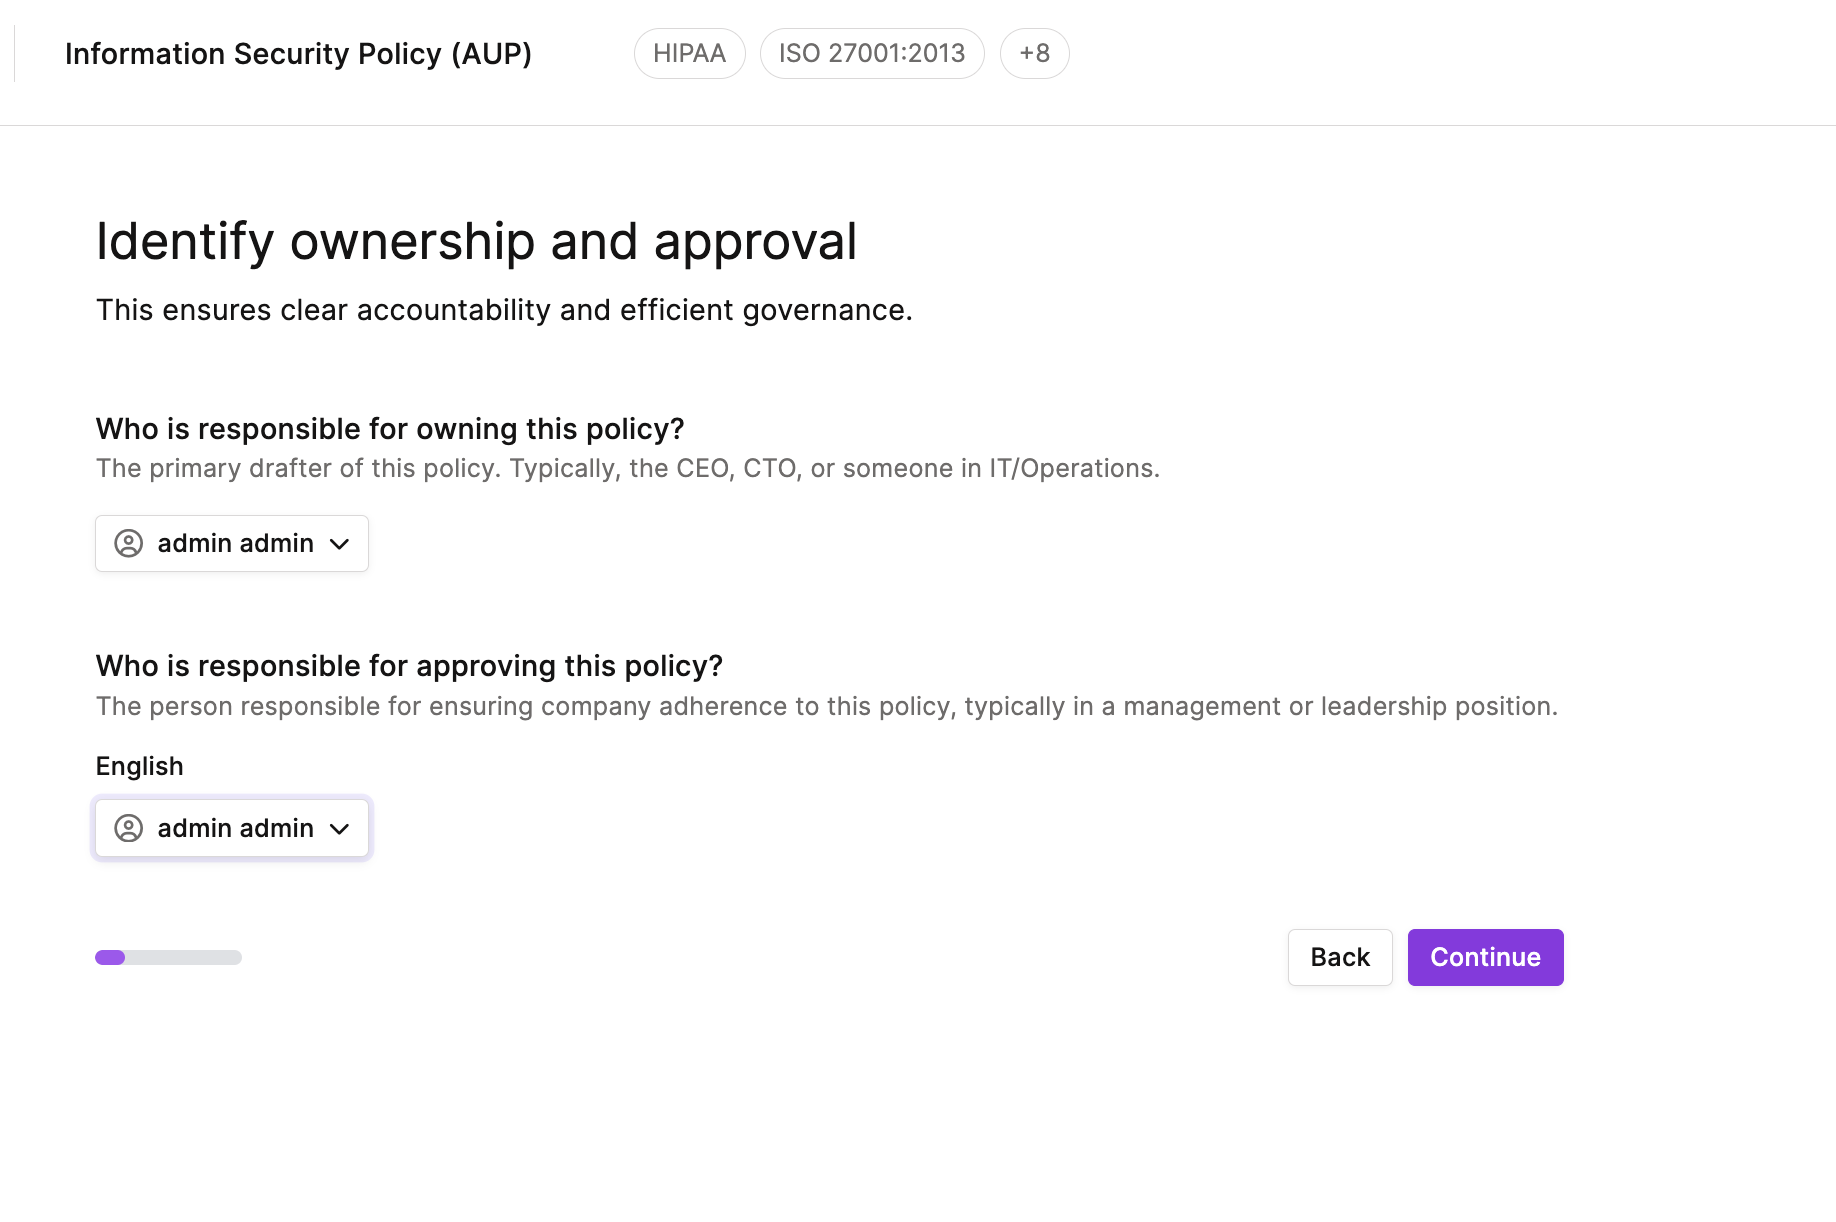 Information Security Policy (AUP)
HIPAA
ISO 27001:2013
+8
Identify ownership and approval
This ensures clear accountability and efficient governance.
Who is responsible for owning this policy?
The primary drafter of this policy. Typically, the CEO, CTO, or someone in IT/Operations.
admin admin
Who is responsible for approving this policy?
The person responsible for ensuring company adherence to this policy, typically in a management or leadership position.
English
admin admin
Back
Continue